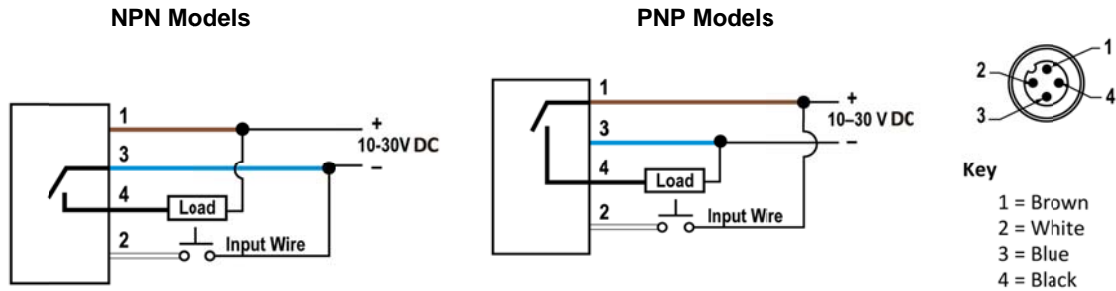 NPN Models
1
+
10-30V DC
3
−
4
Load
2
Input Wire
PNP Models
1
+
10–30 V DC
3
−
4
Load
2
Input Wire
1
2
4
3
Key
1 = Brown
2 = White
3 = Blue
4 = Black